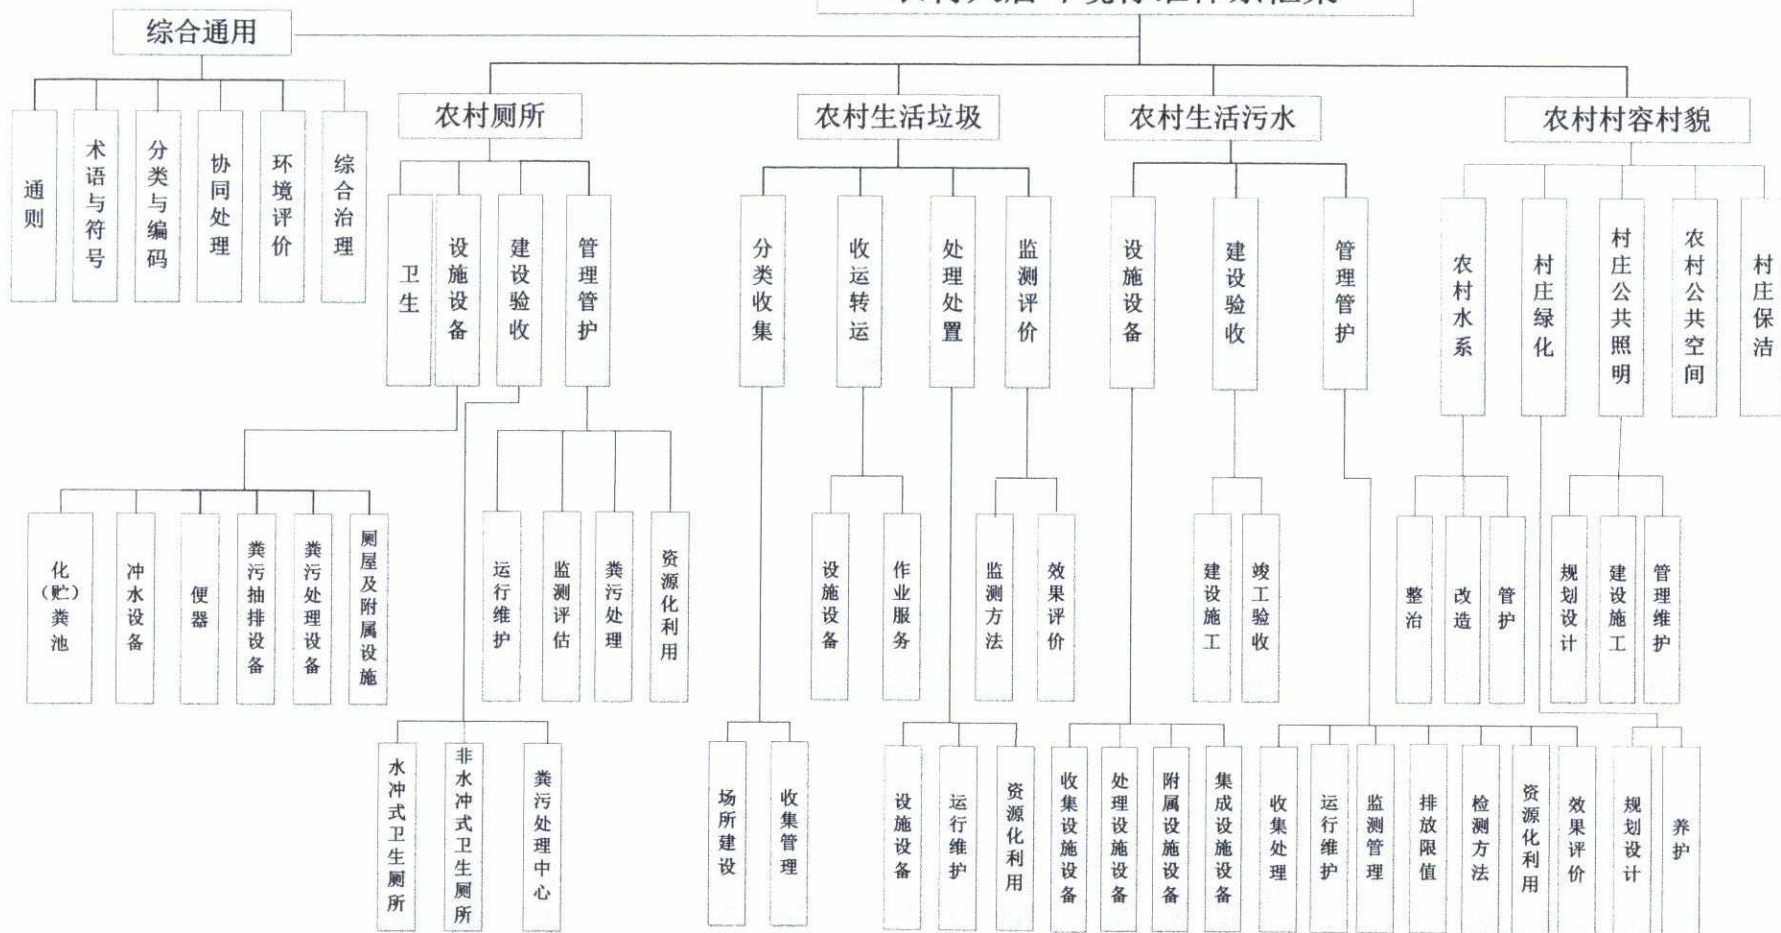 综合通用
农村厕所
农村生活垃圾
农村生活污水
农村村容村貌
通则
术语与符号
分类与编码
协同处理
环境评价
综合治理
卫生
设施设备
建设验收
管理管护
分类收集
收运转运
处理处置
监测评价
设施设备
建设验收
管理管护
农村水系
村庄绿化
村庄公共照明
农村公共空间
村庄保洁
化(贮)粪池
冲水设备
便器
粪污抽排设备
粪污处理设备
厕屋及附属设施
运行维护
监测评估
粪污处理
资源化利用
设施设备
作业服务
监测方法
效果评价
建设施工
竣工验收
整治
改造
管护
规划设计
建设施工
管理维护
水冲式卫生厕所
非水冲式卫生厕所
粪污处理中心
场所建设
收集管理
设施设备
运行维护
资源化利用
收集设施设备
处理设施设备
附属设施设备
集成设施设备
收集处理
运行维护
监测管理
排放限值
检测方法
资源化利用
效果评价
规划设计
养护